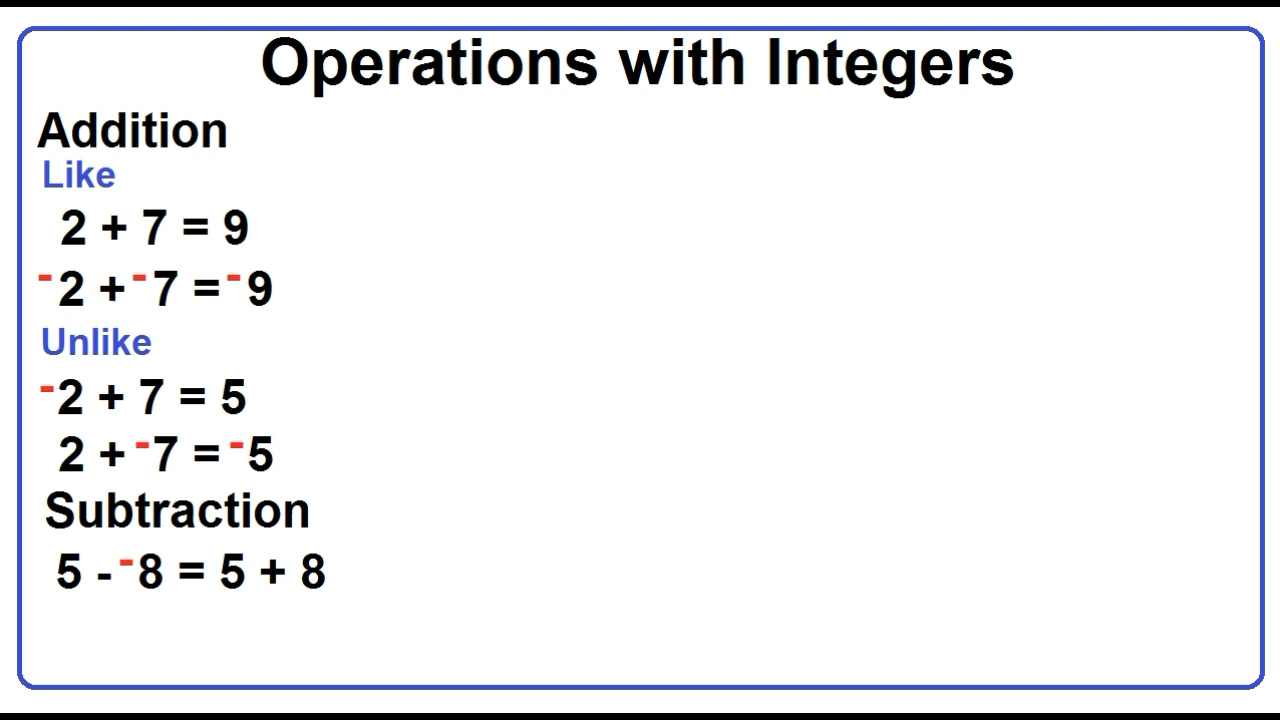 Operations with Integers
Addition
Like
2 + 7 = 9
-2 + -7 = -9
Unlike
-2 + 7 = 5
2 + -7 = -5
Subtraction
5 - -8 = 5 + 8